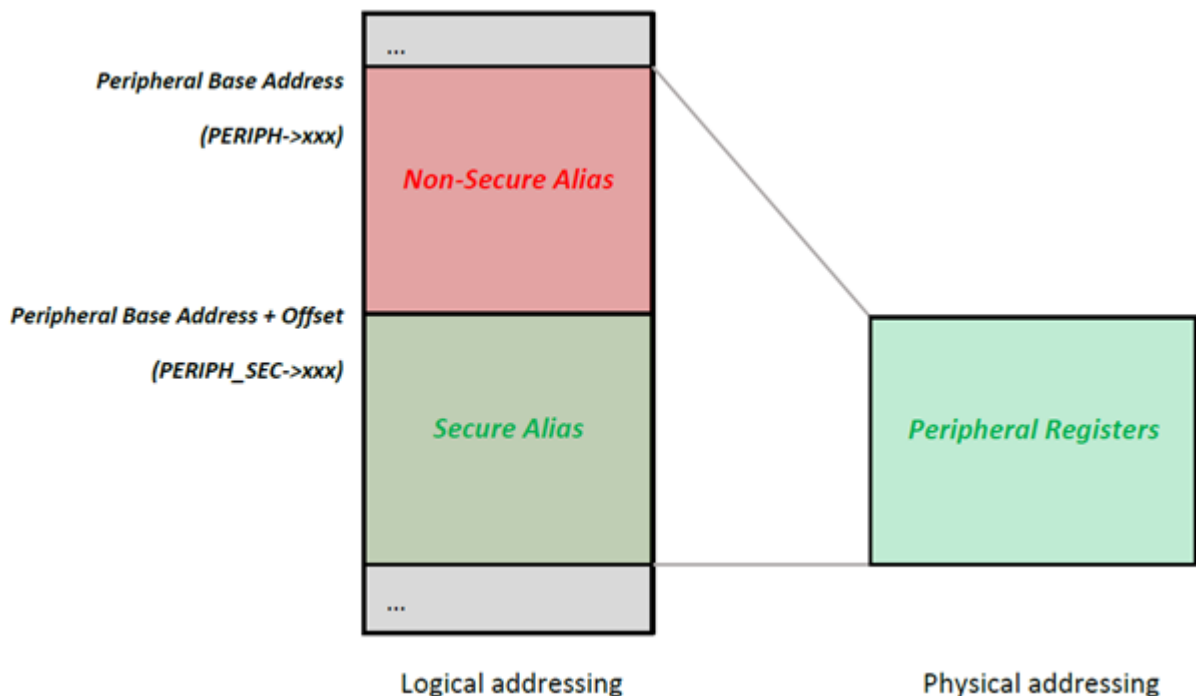 ...
Peripheral Base Address
(PERIPH->xxx)
Non-Secure Alias
Peripheral Base Address + Offset
(PERIPH_SEC->xxx)
Secure Alias
Peripheral Registers
...
Logical addressing
Physical addressing